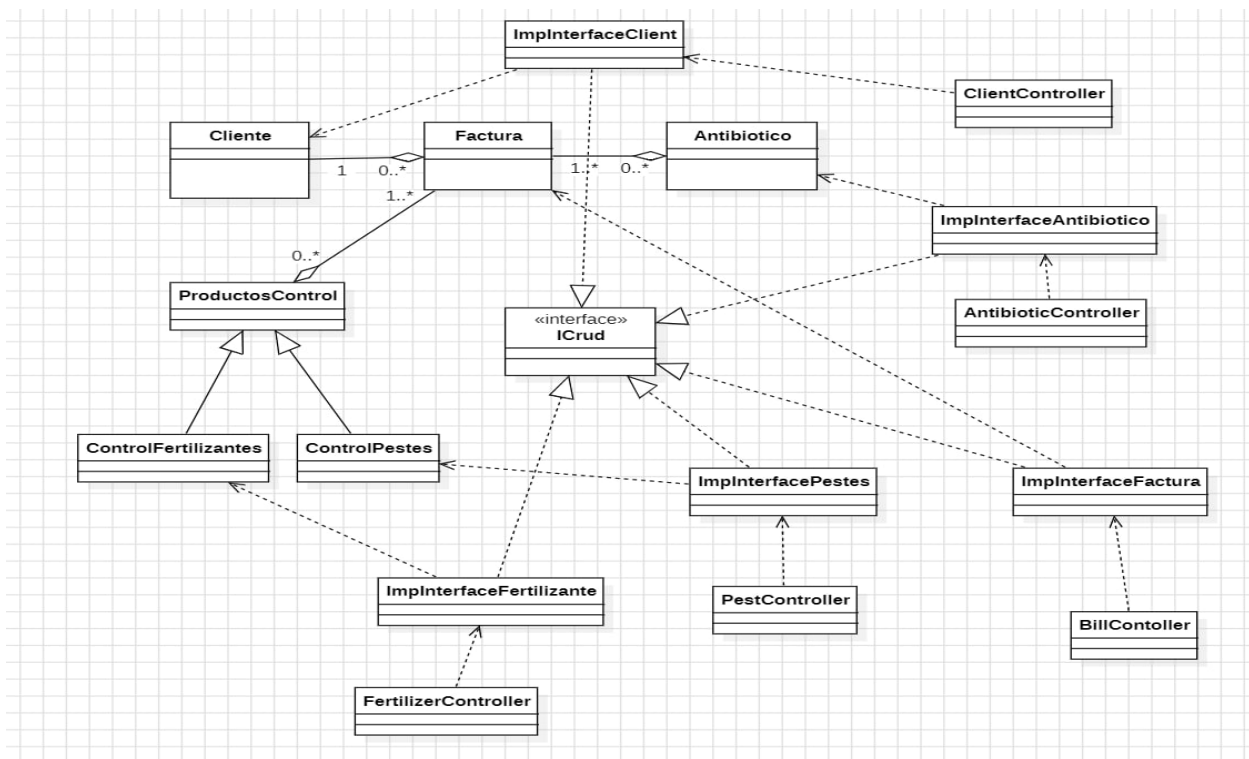 ImpInterfaceClient
ClientController
Cliente
Factura
Antibiotico
1
0..*
1..*
0..*
1..*
ImpInterfaceAntibiotico
0..*
ProductosControl
AntibioticController
«interface»
ICrud
ControlFertilizantes
ControlPestes
ImpInterfacePestes
ImpInterfaceFactura
ImpInterfaceFertilizante
PestController
BillContoller
FertilizerController